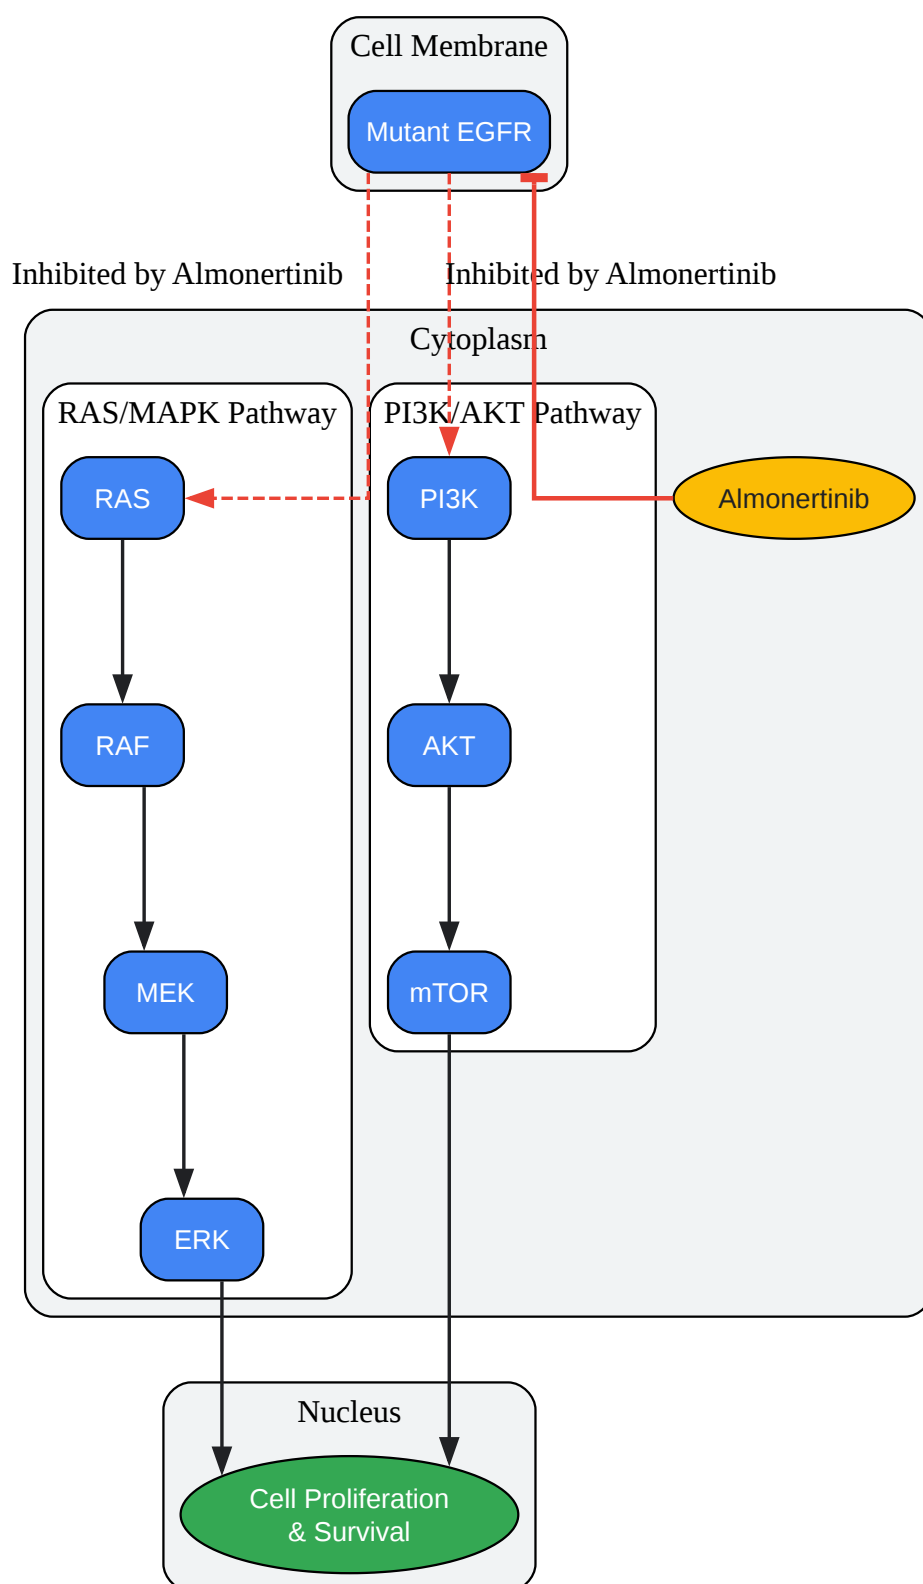 Cell Membrane
Mutant EGFR
Inhibited by Almonertinib
Inhibited by Almonertinib
Cytoplasm
RAS/MAPK Pathway
PI3K/AKT Pathway
RAS
PI3K
Almonertinib
RAF
AKT
MEK
mTOR
ERK
Nucleus
Cell Proliferation
& Survival